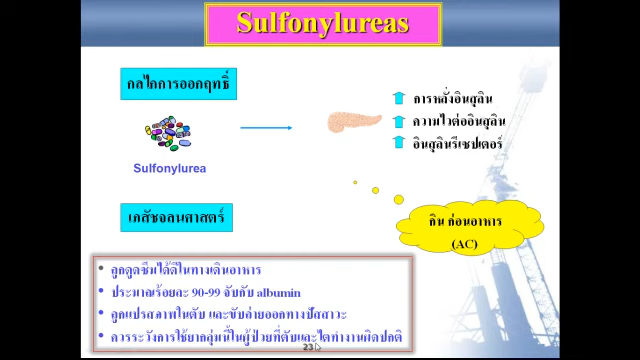 Sulfonylureas
กลไกการออกฤทธิ์
การหลั่งอินสุลิน
ความไวต่ออินสุลิน
อินสุลินรีเซปเตอร์
Sulfonylurea
เภสัชจลนศาสตร์
กิน ก่อนอาหาร
(AC)
• ถูกดูดซึมได้ดีในทางเดินอาหาร
• ประมาณร้อยละ 90-99 จับกับ albumin
• ถูกแปรสภาพในตับ และขับถ่ายออกทางปัสสาวะ
• ควรระวังการใช้ยากลุ่มนี้ในผู้ป่วยที่ตับและไตทำงานผิดปกติ
23